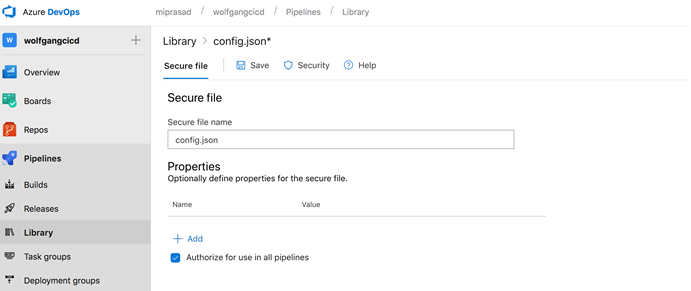 Azure DevOps
miprasad / wolfgangcicd / Pipelines / Library
W wolfgangcicd +
Overview
Boards
Repos
Pipelines
Builds
Releases
Library
Task groups
Deployment groups
Library > config.json*
Secure file Save Security Help
Secure file
Secure file name
config.json
Properties
Optionally define properties for the secure file.
Name Value
+ Add
Authorize for use in all pipelines